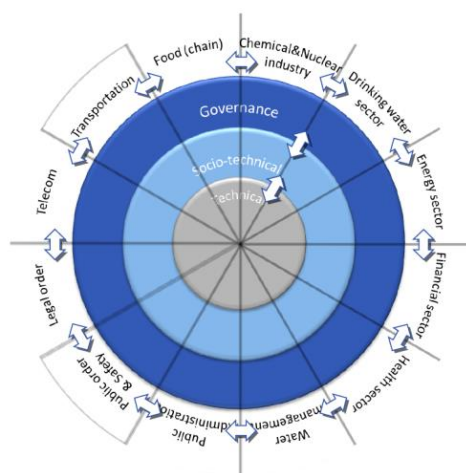 Food (chain)
Chemical&Nuclear
industry
Drinking water
sector
Energy sector
Financial sector
Health sector
Water
management
Public
administration
Public order
& Safety
Legal order
Telecom
Transportation
Governance
Socio-technical
Technical